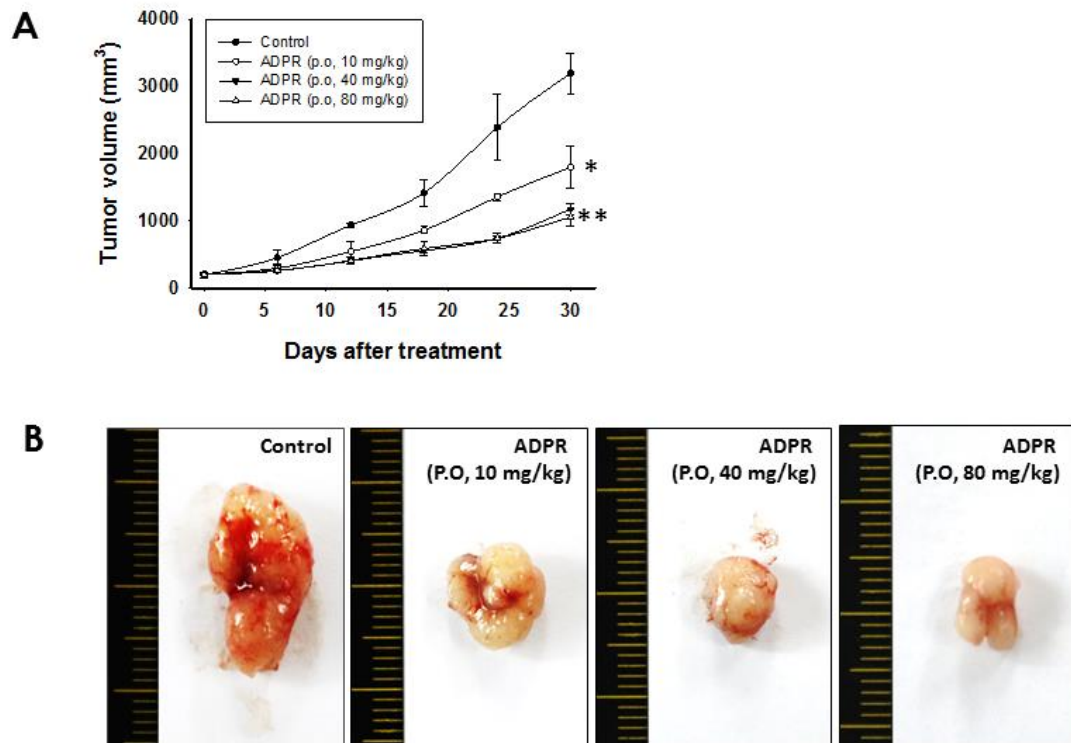 A
4000
3000
2000
1000
0
Tumor volume (mm³)
Control
ADPR (p.o, 10 mg/kg)
ADPR (p.o, 40 mg/kg)
ADPR (p.o, 80 mg/kg)
*
**
0 5 10 15 20 25 30
Days after treatment
B
Control
ADPR
(P.O, 10 mg/kg)
ADPR
(P.O, 40 mg/kg)
ADPR
(P.O, 80 mg/kg)